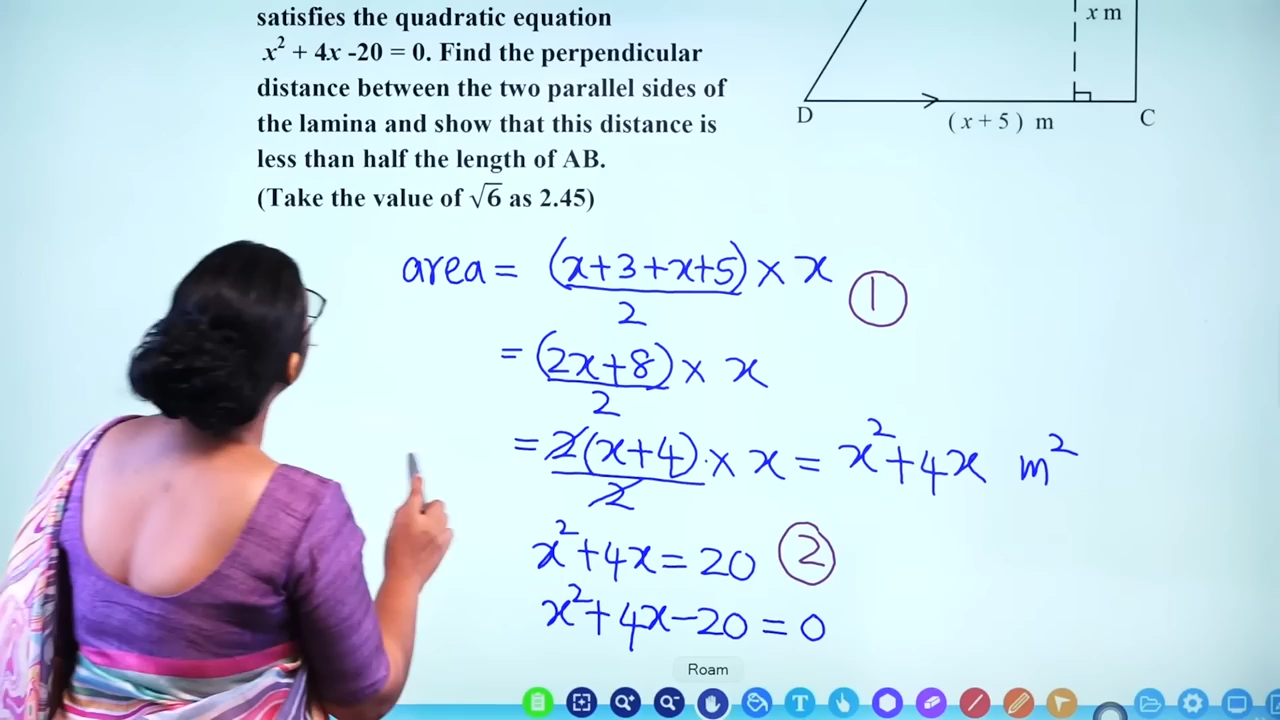 satisfies the quadratic equation
x² + 4x -20 = 0. Find the perpendicular
distance between the two parallel sides of
the lamina and show that this distance is
less than half the length of AB.
(Take the value of √6 as 2.45)
x m
D
(x + 5) m
C
area = (x+3+x+5)/2 × x ①
= (2x+8)/2 × x
= 2(x+4)/2 · × x = x²+4x m²
x²+4x = 20 ②
x²+4x-20 = 0
Roam
T